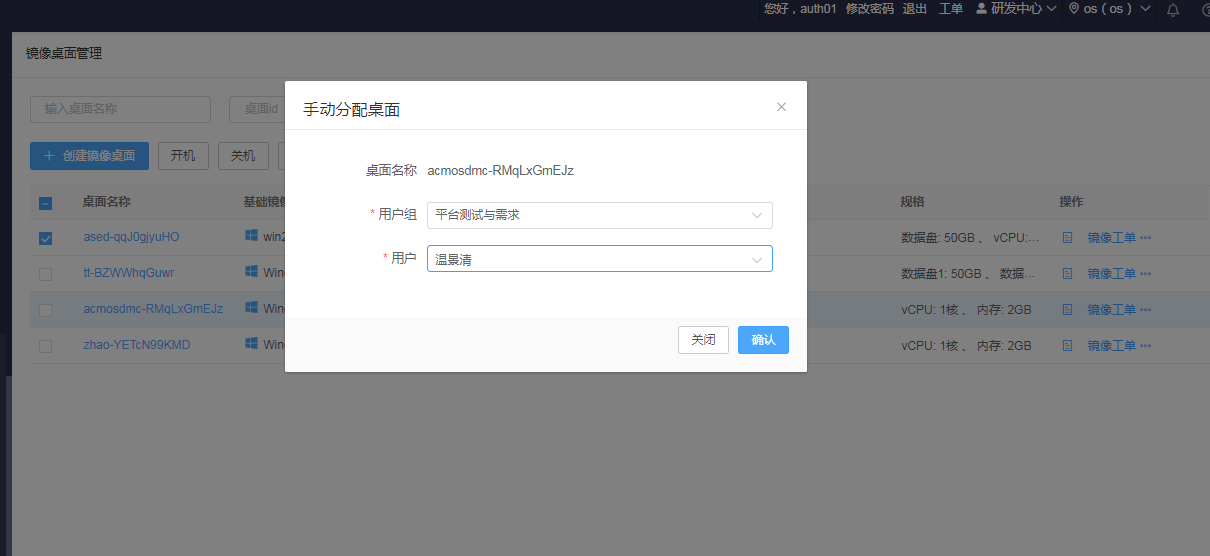 您好，auth01 修改密码 退出 工单 研发中心 os（os）
镜像桌面管理
输入桌面名称 桌面id
手动分配桌面
桌面名称 acmosdmc-RMqLxGmEJz
* 用户组 平台测试与需求
* 用户 温景清
关闭 确认
创建镜像桌面 开机 关机
桌面名称 基础镜像 规格 操作
ased-qqJ0gjyuHO win2 数据盘: 50GB 、 vCPU:... 镜像工单 •••
tt-BZWWhqGuwr Win 数据盘1: 50GB 、 数据... 镜像工单 •••
acmosdmc-RMqLxGmEJz Win vCPU: 1核 、 内存: 2GB 镜像工单 •••
zhao-YETcN99KMD Win vCPU: 1核 、 内存: 2GB 镜像工单 •••